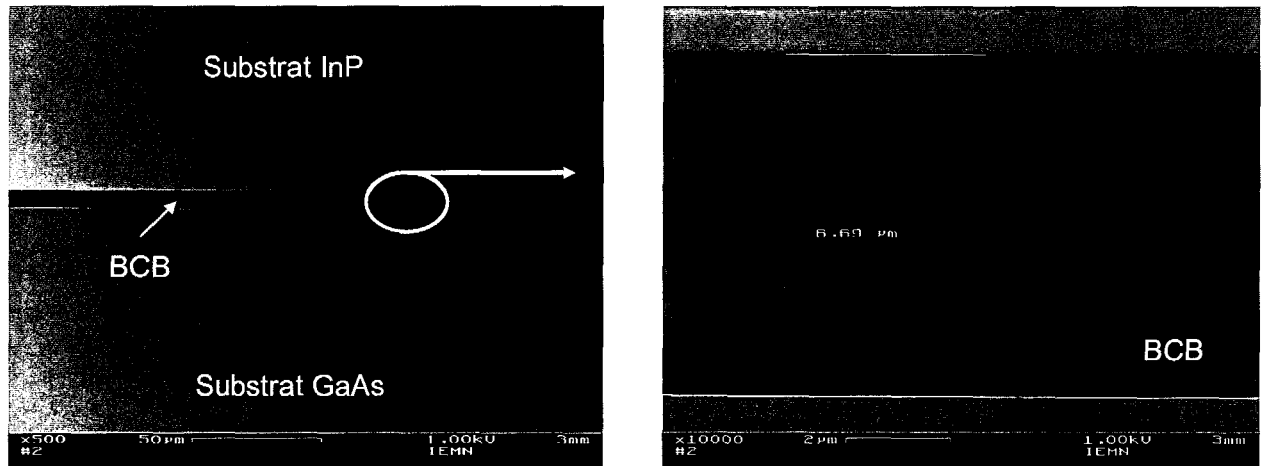 Substrat InP
BCB
Substrat GaAs
x500 50µm 1.00kV 3mm
#2 IEMN
6.69 µm
BCB
x10000 2µm 1.00kV 3mm
#2 IEMN